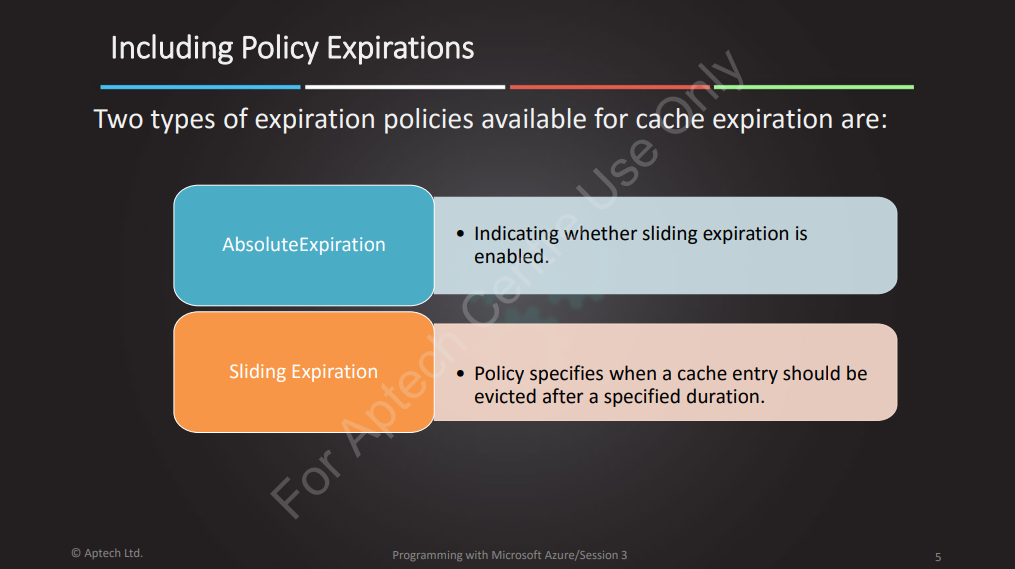 Including Policy Expirations
Two types of expiration policies available for cache expiration are:
AbsoluteExpiration
• Indicating whether sliding expiration is
enabled.
Sliding Expiration
• Policy specifies when a cache entry should be
evicted after a specified duration.
For Aptech Centre Use Only
© Aptech Ltd.
Programming with Microsoft Azure/Session 3
5